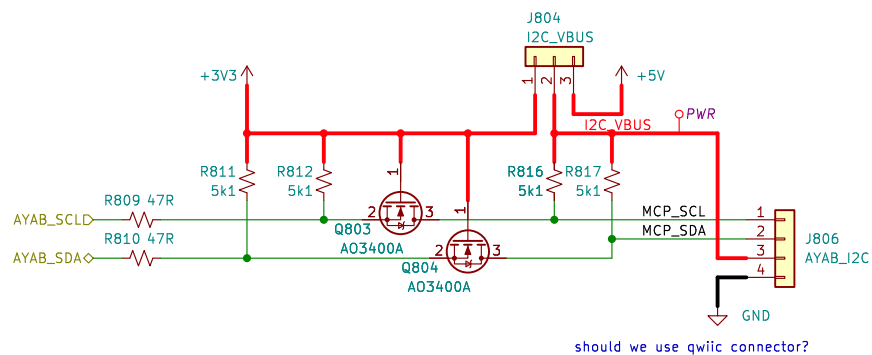 J804
I2C_VBUS
+3V3
1
2
3
+5V
I2C_VBUS
PWR
R811
5k1
R812
5k1
1
R816
5k1
R817
5k1
R809 47R
AYAB_SCL
2
3
Q803
AO3400A
1
MCP_SCL
1
R810 47R
MCP_SDA
2
J806
AYAB_SDA
2
3
3
AYAB_I2C
Q804
AO3400A
4
GND
should we use qwiic connector?